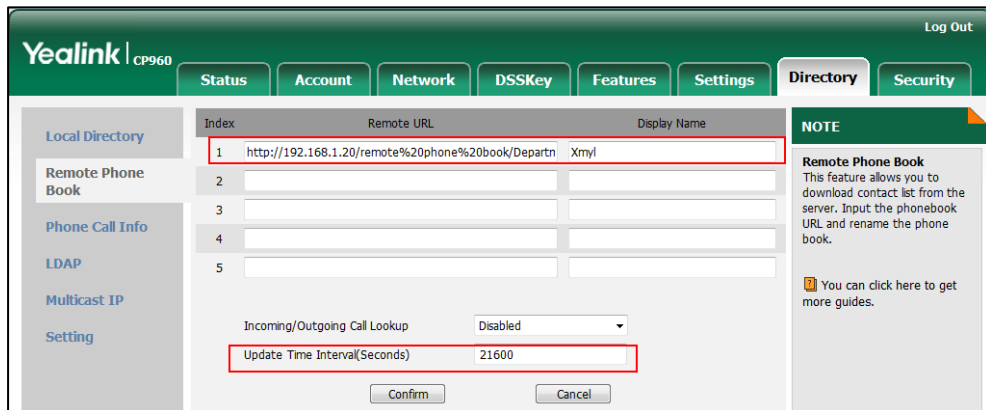 Log Out
Yealink CP960
Status Account Network DSSKey Features Settings Directory Security
Local Directory
Remote Phone
Book
Phone Call Info
LDAP
Multicast IP
Setting
Index Remote URL Display Name
1 http://192.168.1.20/remote%20phone%20book/Departn Xmyl
2
3
4
5
Incoming/Outgoing Call Lookup Disabled
Update Time Interval(Seconds) 21600
Confirm Cancel
NOTE
Remote Phone Book
This feature allows you to
download contact list from the
server. Input the phonebook
URL and rename the phone
book.
You can click here to get
more guides.